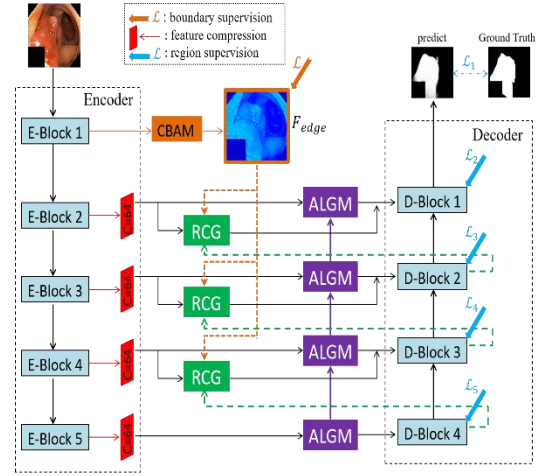 ℒ : boundary supervision
: feature compression
ℒ : region supervision
predict
Ground Truth
ℒ₁
Encoder
ℒ
F_edge
Decoder
E-Block 1
CBAM
ℒ₂
E-Block 2
C=64
ALGM
D-Block 1
RCG
ℒ₃
E-Block 3
C=64
ALGM
D-Block 2
RCG
ℒ₄
E-Block 4
C=64
ALGM
D-Block 3
RCG
ℒ₅
E-Block 5
C=64
ALGM
D-Block 4